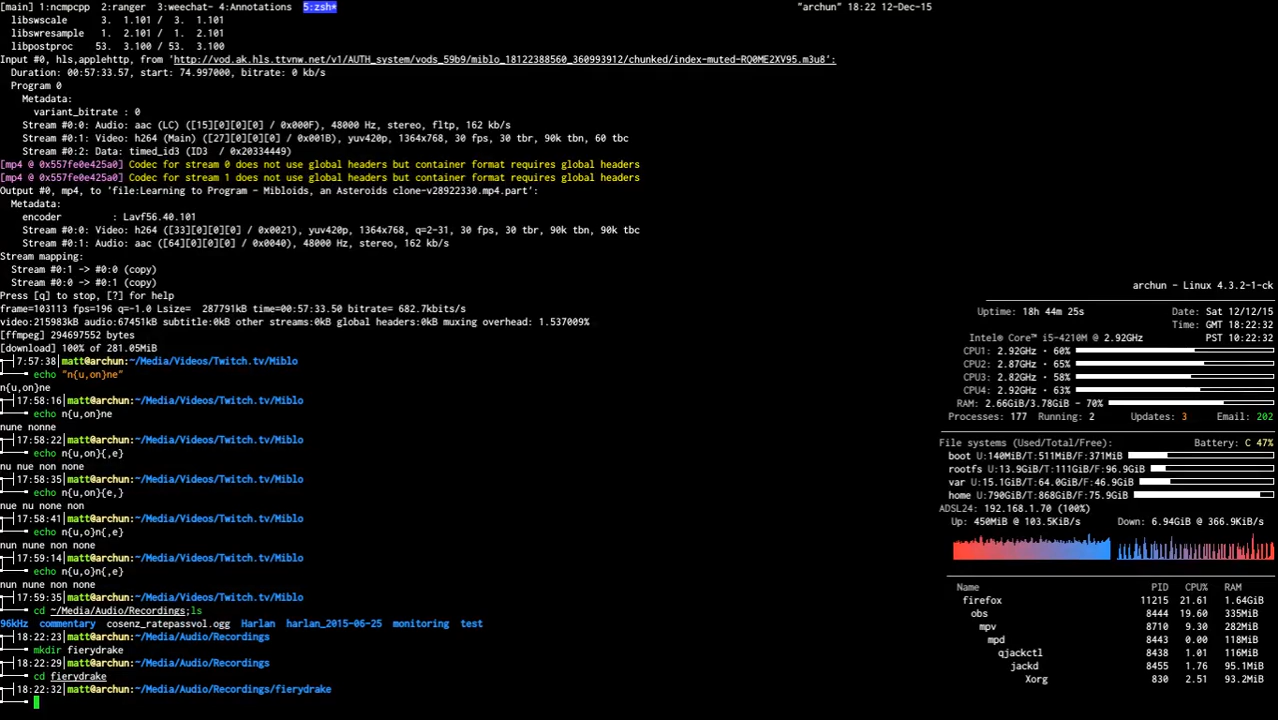 [main] 1:ncmpcpp  2:ranger  3:weechat- 4:Annotations  5:zsh*
"archun" 18:22 12-Dec-15
libswscale      3.  1.101 /  3.  1.101
libswresample   1.  2.101 /  1.  2.101
libpostproc    53.  3.100 / 53.  3.100
Input #0, hls,applehttp, from 'http://vod.ak.hls.ttvnw.net/v1/AUTH_system/vods_59b9/miblo_18122388560_360993912/chunked/index-muted-RQ0ME2XV95.m3u8':
Duration: 00:57:33.57, start: 74.997000, bitrate: 0 kb/s
Program 0
Metadata:
variant_bitrate : 0
Stream #0:0: Audio: aac (LC) ([15][0][0][0] / 0x000F), 48000 Hz, stereo, fltp, 162 kb/s
Stream #0:1: Video: h264 (Main) ([27][0][0][0] / 0x001B), yuv420p, 1364x768, 30 fps, 30 tbr, 90k tbn, 60 tbc
Stream #0:2: Data: timed_id3 (ID3  / 0x20334449)
[mp4 @ 0x557fe0e425a0] Codec for stream 0 does not use global headers but container format requires global headers
[mp4 @ 0x557fe0e425a0] Codec for stream 1 does not use global headers but container format requires global headers
Output #0, mp4, to 'file:Learning to Program - Mibloids, an Asteroids clone-v28922330.mp4.part':
Metadata:
encoder         : Lavf56.40.101
Stream #0:0: Video: h264 ([33][0][0][0] / 0x0021), yuv420p, 1364x768, q=2-31, 30 fps, 30 tbr, 90k tbn, 90k tbc
Stream #0:1: Audio: aac ([64][0][0][0] / 0x0040), 48000 Hz, stereo, 162 kb/s
Stream mapping:
Stream #0:1 -> #0:0 (copy)
Stream #0:0 -> #0:1 (copy)
Press [q] to stop, [?] for help
frame=103113 fps=196 q=-1.0 Lsize=  287791kB time=00:57:33.50 bitrate= 682.7kbits/s
video:215983kB audio:67451kB subtitle:0kB other streams:0kB global headers:0kB muxing overhead: 1.537009%
[ffmpeg] 294697552 bytes
[download] 100% of 281.05MiB
7:57:38|matt@archun:~/Media/Videos/Twitch.tv/Miblo
echo "n{u,on}ne"
n{u,on}ne
17:58:16|matt@archun:~/Media/Videos/Twitch.tv/Miblo
echo n{u,on}ne
nune nonne
17:58:22|matt@archun:~/Media/Videos/Twitch.tv/Miblo
echo n{u,on}{,e}
nu nue non none
17:58:35|matt@archun:~/Media/Videos/Twitch.tv/Miblo
echo n{u,on}{e,}
nue nu none non
17:58:41|matt@archun:~/Media/Videos/Twitch.tv/Miblo
echo n{u,o}n{,e}
nun nune non none
17:59:14|matt@archun:~/Media/Videos/Twitch.tv/Miblo
echo n{u,o}n{,e}
nun nune non none
17:59:35|matt@archun:~/Media/Videos/Twitch.tv/Miblo
cd ~/Media/Audio/Recordings;ls
96kHz  commentary  cosenz_ratepassvol.ogg  Harlan  harlan_2015-06-25  monitoring  test
18:22:23|matt@archun:~/Media/Audio/Recordings
mkdir fierydrake
18:22:29|matt@archun:~/Media/Audio/Recordings
cd fierydrake
18:22:32|matt@archun:~/Media/Audio/Recordings/fierydrake
archun - Linux 4.3.2-1-ck
Uptime: 18h 44m 25s
Date: Sat 12/12/15
Time: GMT 18:22:32
Intel® Core™ i5-4210M @ 2.92GHz
PST 10:22:32
CPU1: 2.92GHz · 60%
CPU2: 2.87GHz · 65%
CPU3: 2.82GHz · 58%
CPU4: 2.92GHz · 63%
RAM: 2.66GiB/3.78GiB - 70%
Processes: 177  Running: 2
Updates: 3
Email: 202
File systems (Used/Total/Free):
Battery: C 47%
boot U:140MiB/T:511MiB/F:371MiB
rootfs U:13.9GiB/T:111GiB/F:96.9GiB
var U:15.1GiB/T:64.0GiB/F:46.9GiB
home U:790GiB/T:868GiB/F:75.9GiB
ADSL24: 192.168.1.70 (100%)
Up: 450MiB @ 103.5KiB/s
Down: 6.94GiB @ 366.9KiB/s
Name  PID  CPU%  RAM
firefox  11215  21.61  1.64GiB
obs  8444  19.60  335MiB
mpv  8710  9.30  282MiB
mpd  8443  0.00  118MiB
qjackctl  8438  1.01  116MiB
jackd  8455  1.76  95.1MiB
Xorg  830  2.51  93.2MiB